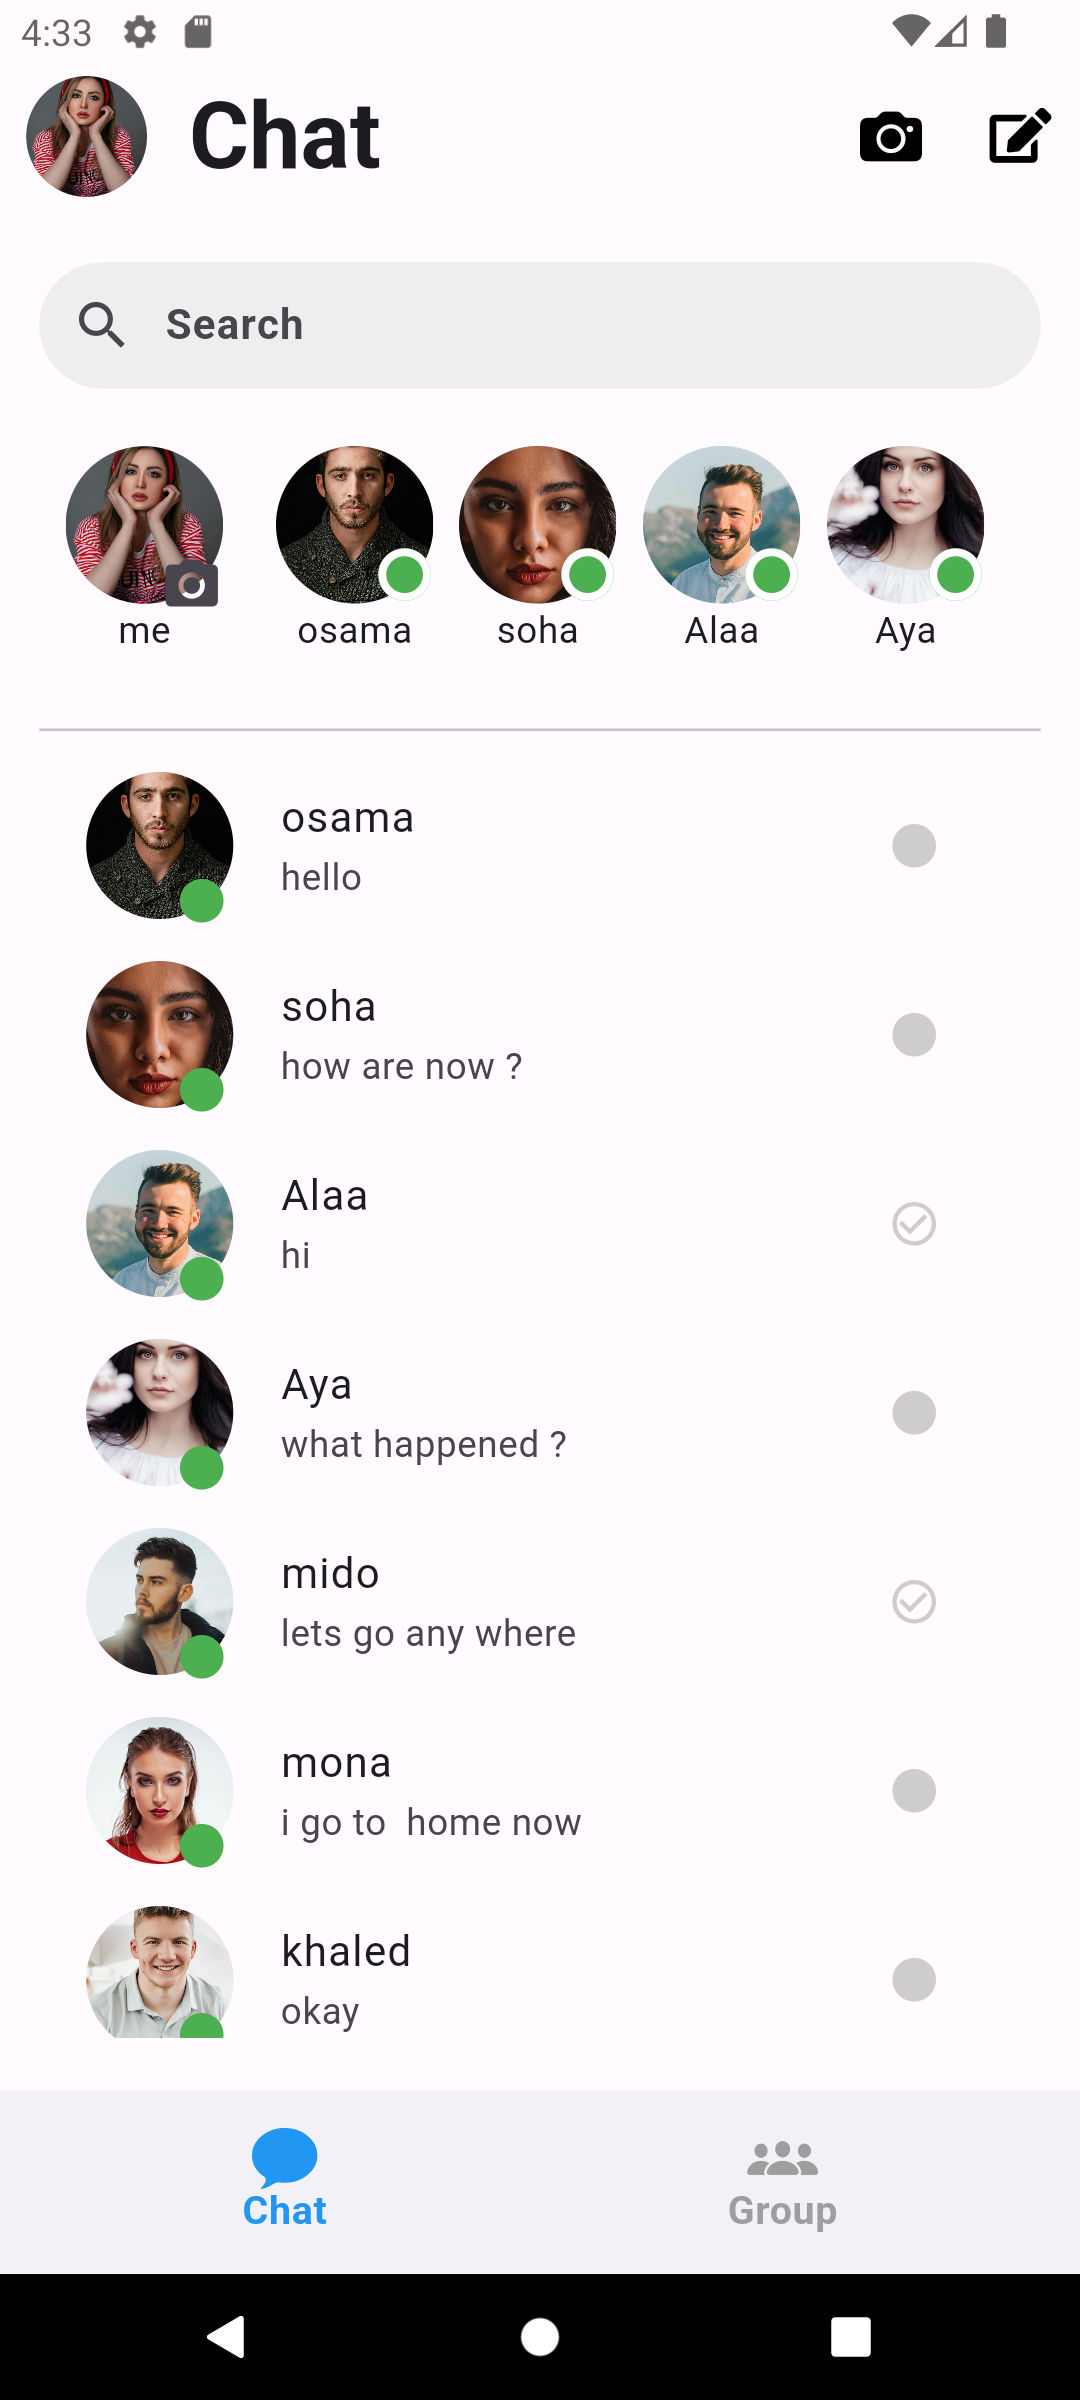 4:33
Chat
Search
me
osama
soha
Alaa
Aya
osama
hello
soha
how are now ?
Alaa
hi
Aya
what happened ?
mido
lets go any where
mona
i go to  home now
khaled
okay
Chat
Group